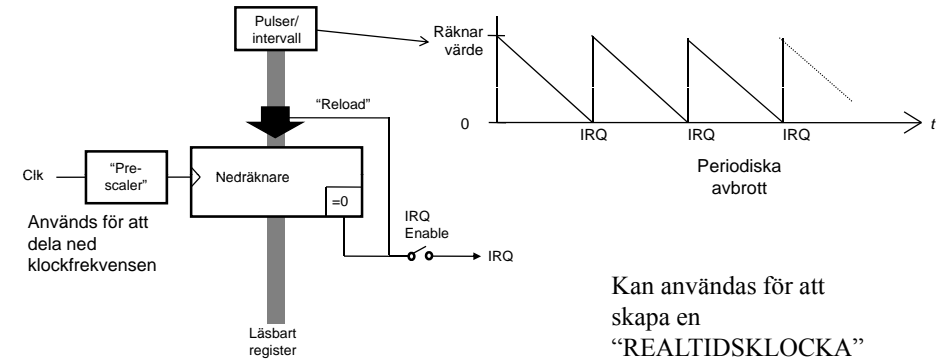 Pulser/
intervall
Räknar
värde
"Reload"
0
IRQ
IRQ
IRQ
t
Periodiska
avbrott
Clk
"Pre-
scaler"
Nedräknare
=0
Används för att
dela ned
klockfrekvensen
IRQ
Enable
IRQ
Läsbart
register
Kan användas för att
skapa en
"REALTIDSKLOCKA"